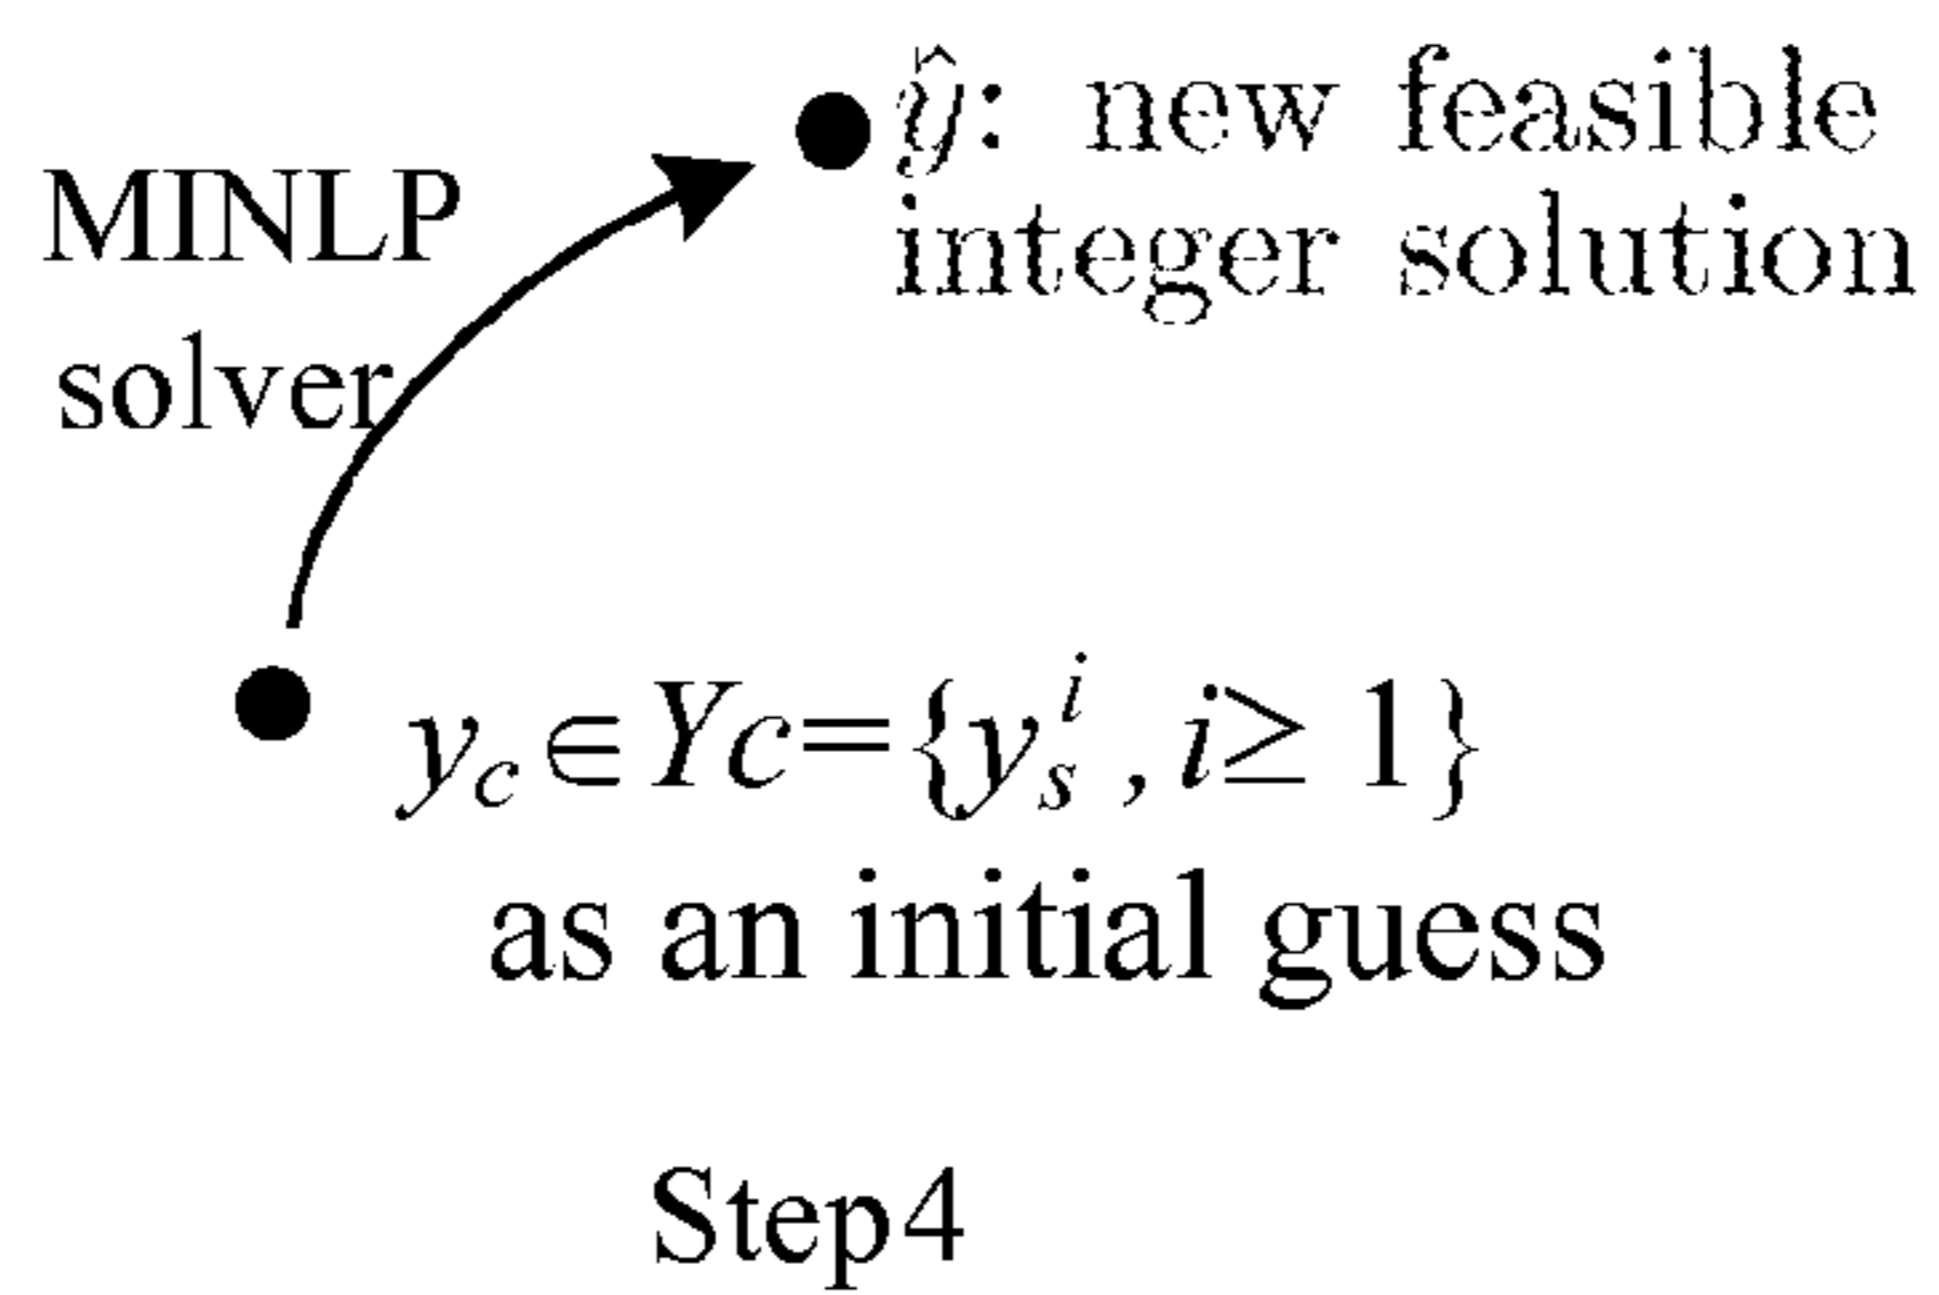 MINLP
solver
ŷ: new feasible
integer solution
y_c ∈ Yc={y_s^i , i ≥ 1}
as an initial guess
Step4